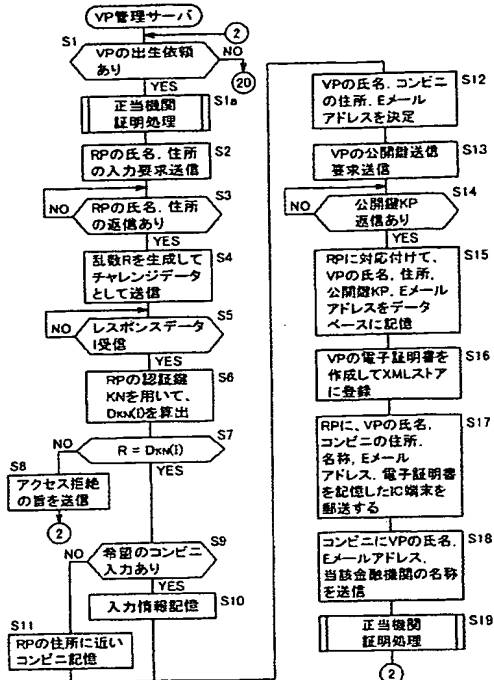 VP管理サーバ
2
S1
VPの出生依頼
あり
NO
20
YES
正当機関
証明処理
S1a
RPの氏名、住所
の入力要求送信
S2
S3
RPの氏名、住所
の返信あり
NO
YES
乱数Rを生成して
チャレンジデータ
として送信
S4
S5
レスポンスデータ
I受信
NO
YES
RPの認証鍵
KNを用いて、
DKN(I)を算出
S6
S7
R = DKN(I)
NO
YES
S8
アクセス拒絶
の旨を送信
2
S9
希望のコンビニ
入力あり
NO
YES
入力情報記憶
S10
S11
RPの住所に近い
コンビニ記憶
VPの氏名、コンビニ
の住所、Eメール
アドレスを決定
S12
VPの公開鍵送信
要求送信
S13
S14
公開鍵KP
返信あり
NO
YES
RPに対応付けて、
VPの氏名、住所、
公開鍵KP、Eメール
アドレスをデータ
ベースに記憶
S15
VPの電子証明書を
作成してXMLストア
に登録
S16
RPに、VPの氏名、
コンビニの住所、
名称、Eメール
アドレス、電子証明書
を記憶したIC端末を
郵送する
S17
コンビニにVPの氏名、
Eメールアドレス、
当該金融機関の名称
を送信
S18
正当機関
証明処理
S19
2